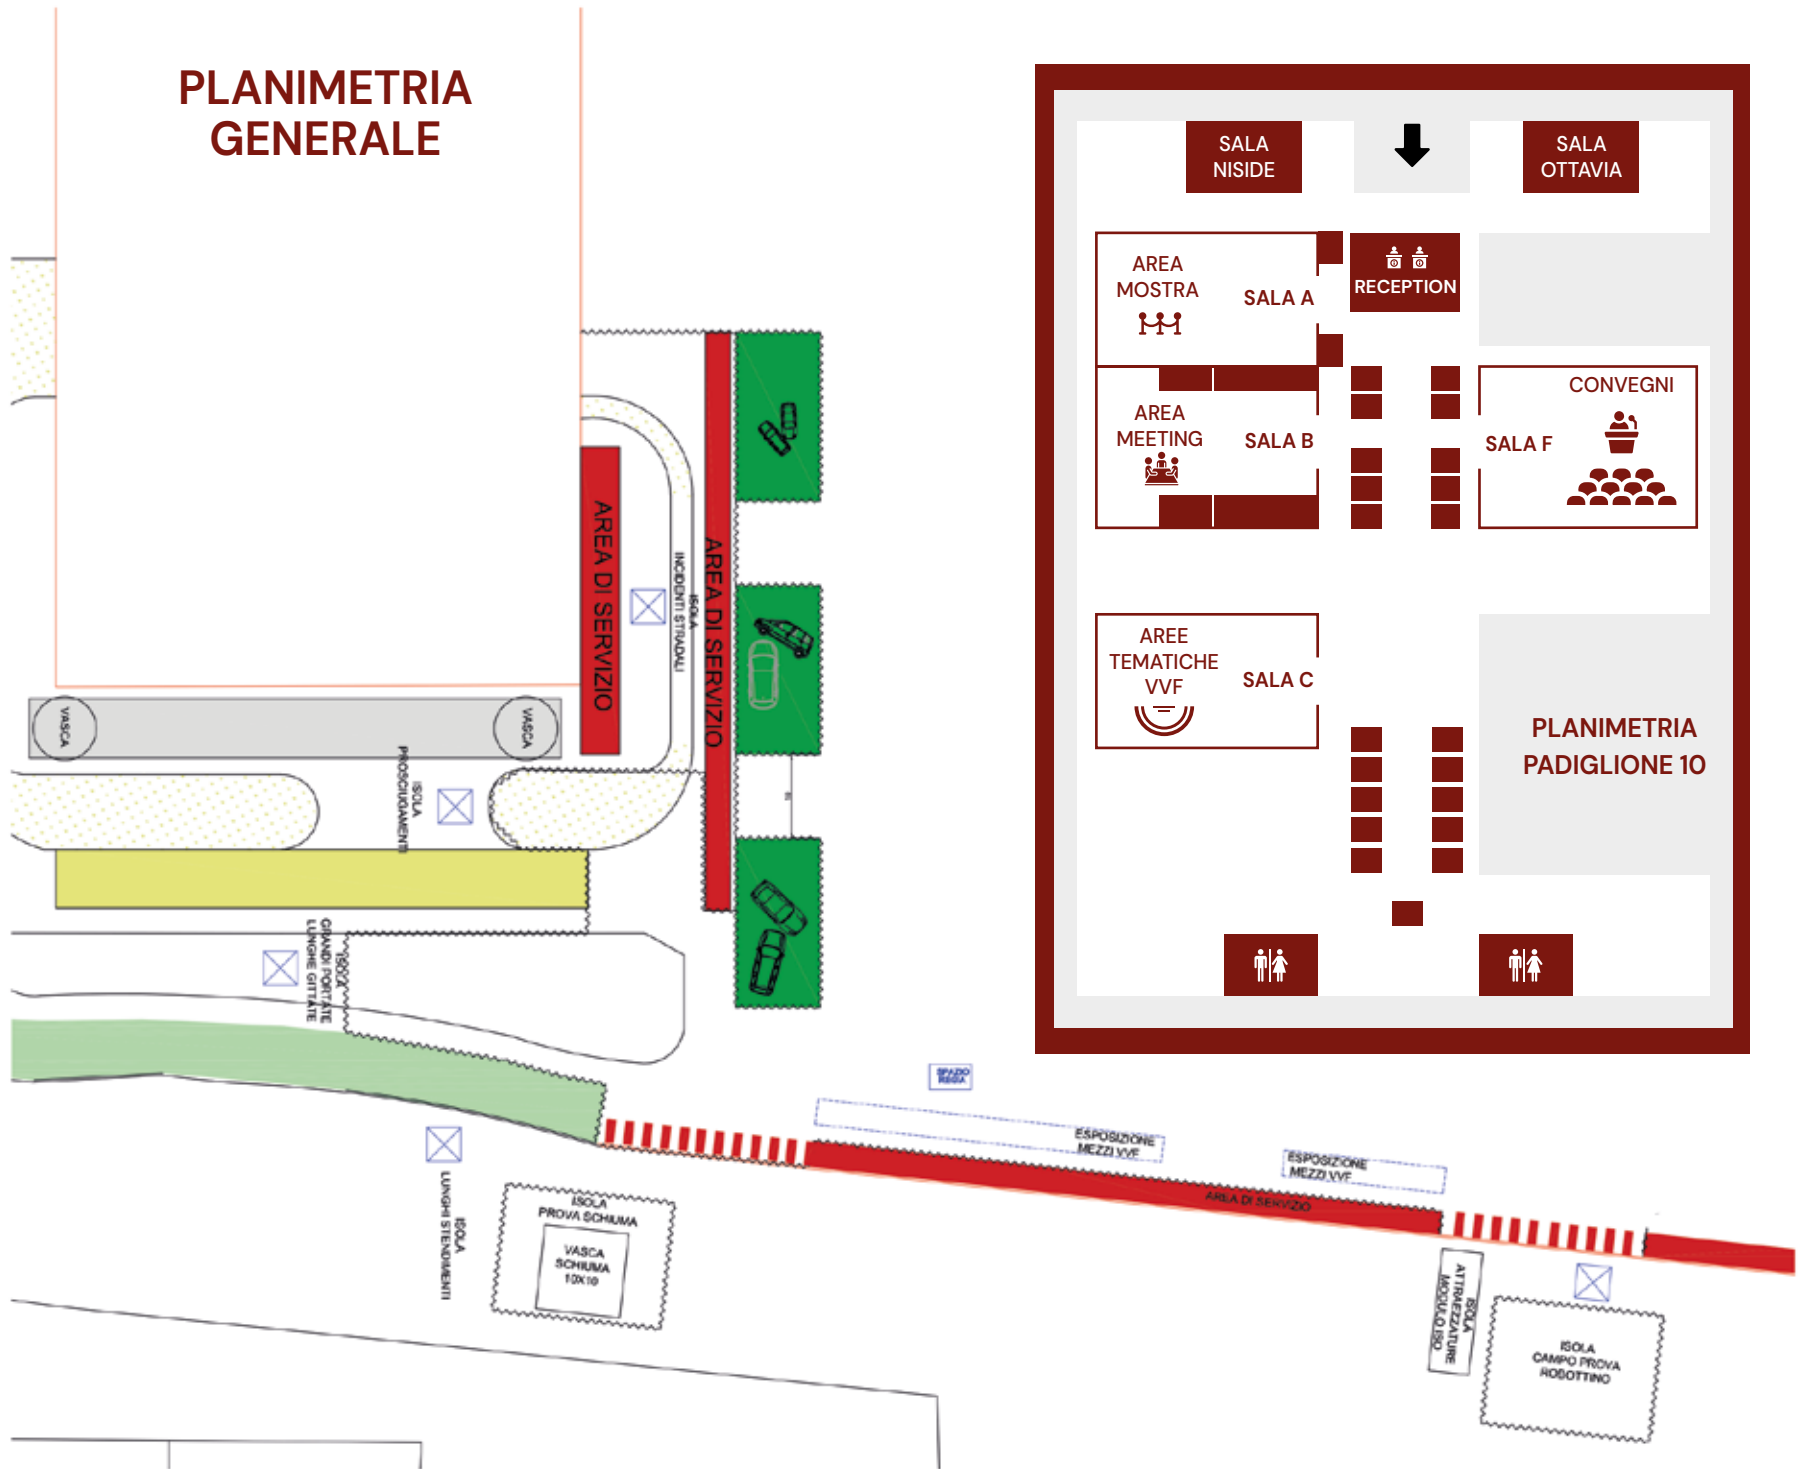 PLANIMETRIA
GENERALE
AREA DI SERVIZIO
ISOLA
INCIDENTI STRADALI
AREA DI SERVIZIO
VASCA
VASCA
ISOLA
PROSCIUGAMENTI
ISOLA
GRANDI PORTATE
LUNGHE GITTATE
ISOLA
LUNGHI STENDIMENTI
ISOLA
PROVA SCHIUMA
VASCA
SCHIUMA
10X10
SPAZIO
REGIA
ESPOSIZIONE
MEZZI VVF
ESPOSIZIONE
MEZZI VVF
AREA DI SERVIZIO
ISOLA
ATTRAEZZATURE
MODULO ISO
ISOLA
CAMPO PROVA
ROBOTTINO
SALA
NISIDE
SALA
OTTAVIA
AREA
MOSTRA
SALA A
RECEPTION
AREA
MEETING
SALA B
CONVEGNI
SALA F
AREE
TEMATICHE
VVF
SALA C
PLANIMETRIA
PADIGLIONE 10